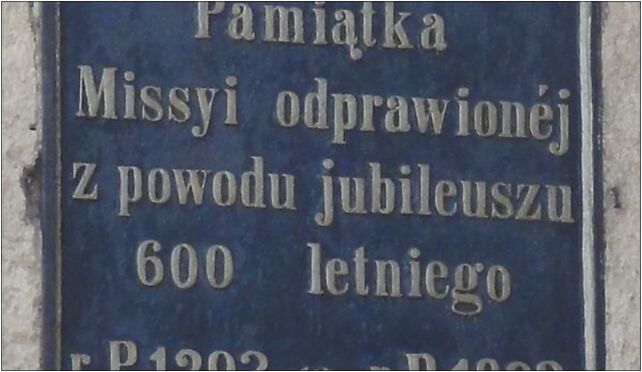 Pamiątka
Missyi odprawionéj
z powodu jubileuszu
600 letniego
r. P.